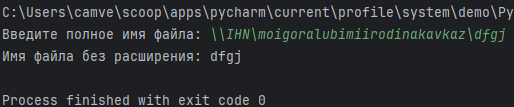 C:\Users\camve\scoop\apps\pycharm\current\profile\system\demo\Py
Введите полное имя файла: \\IHN\moigoralubimiirodinakavkaz\dfgj
Имя файла без расширения: dfgj
Process finished with exit code 0